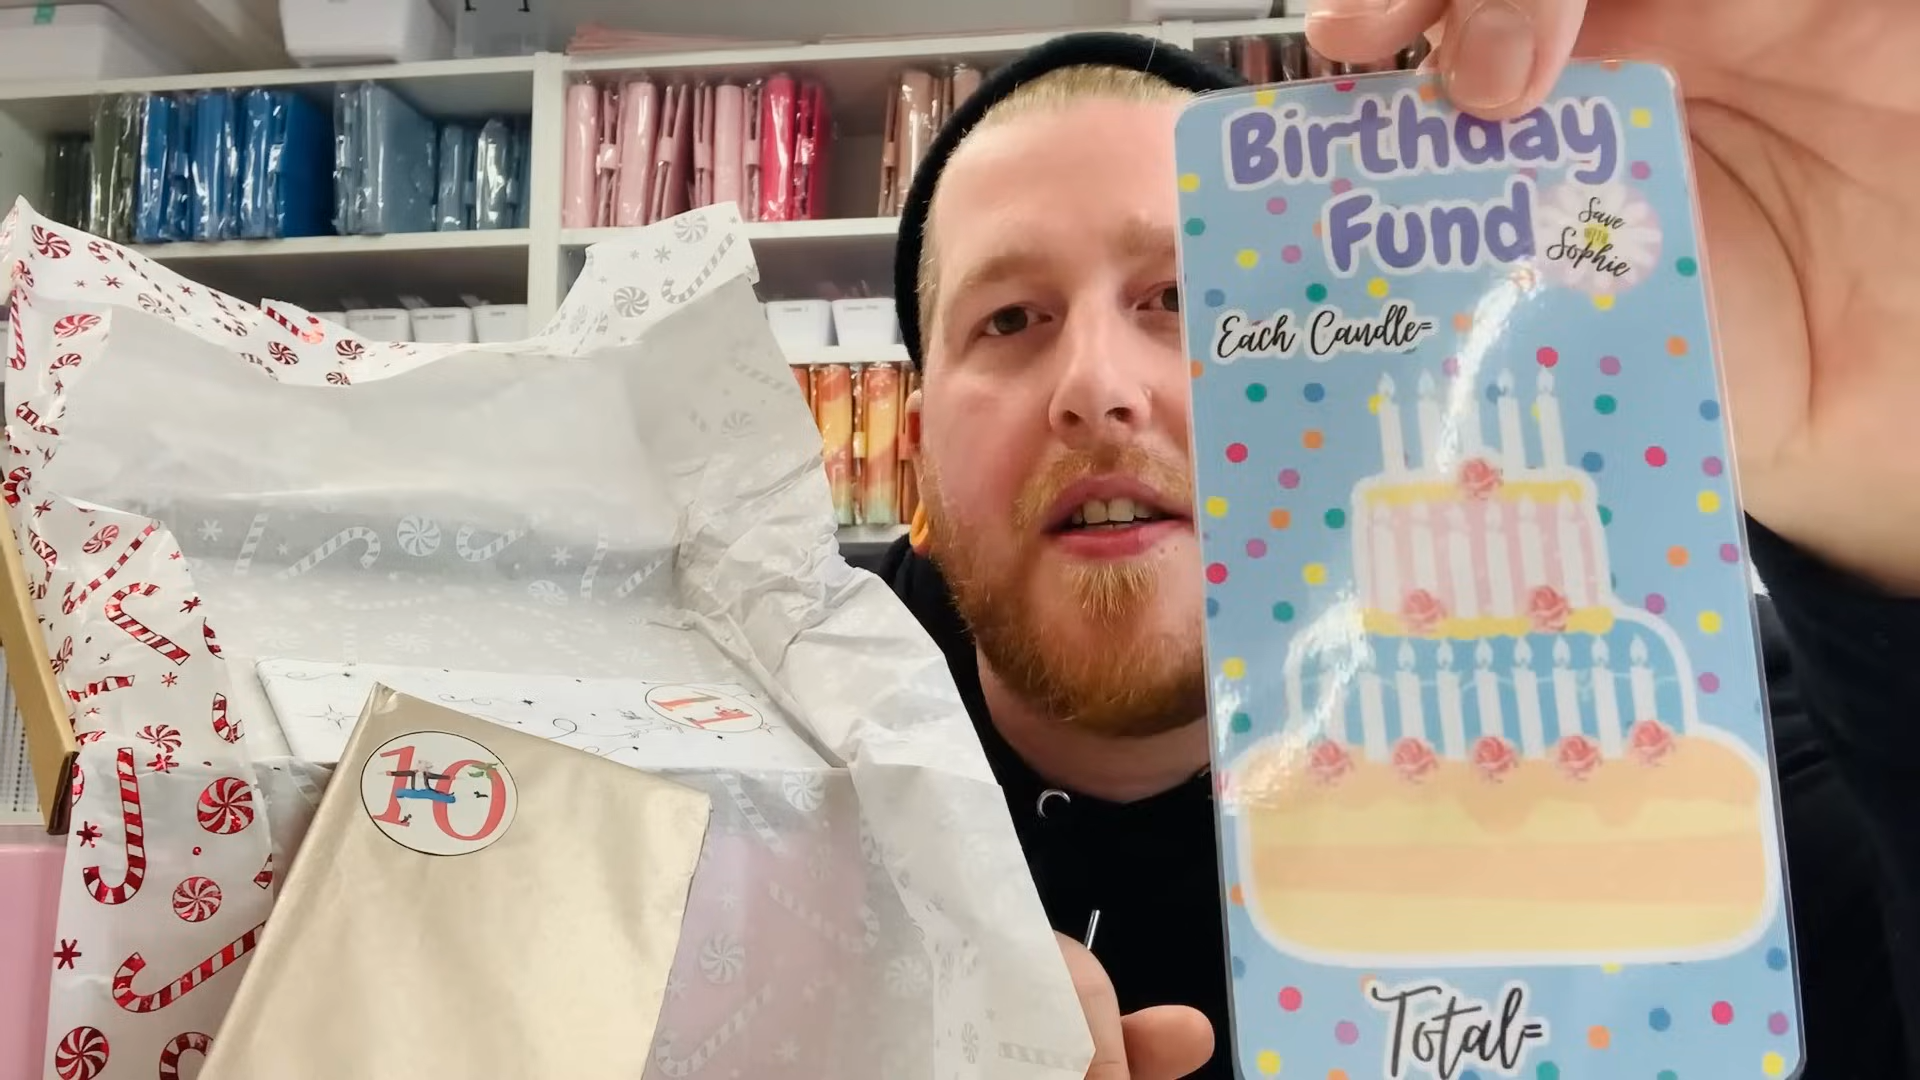 Birthday
Fund
Save
WITH
Sophie
Each Candle=
Total=
11
10